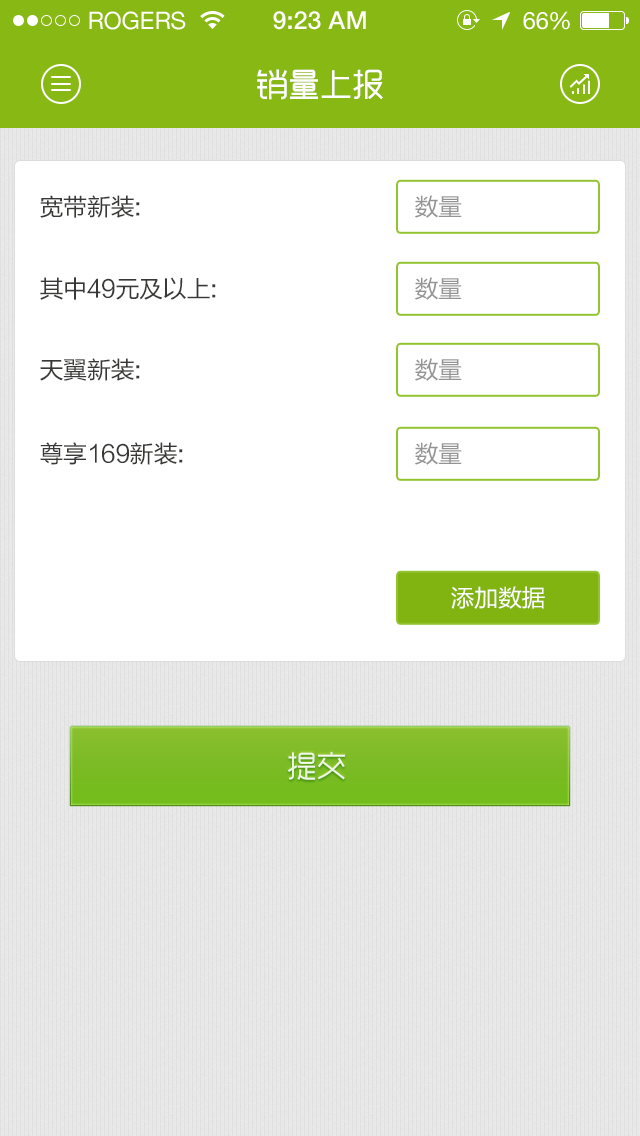 ROGERS 9:23 AM 66%
销量上报
宽带新装: 数量
其中49元及以上: 数量
天翼新装: 数量
尊享169新装: 数量
添加数据
提交